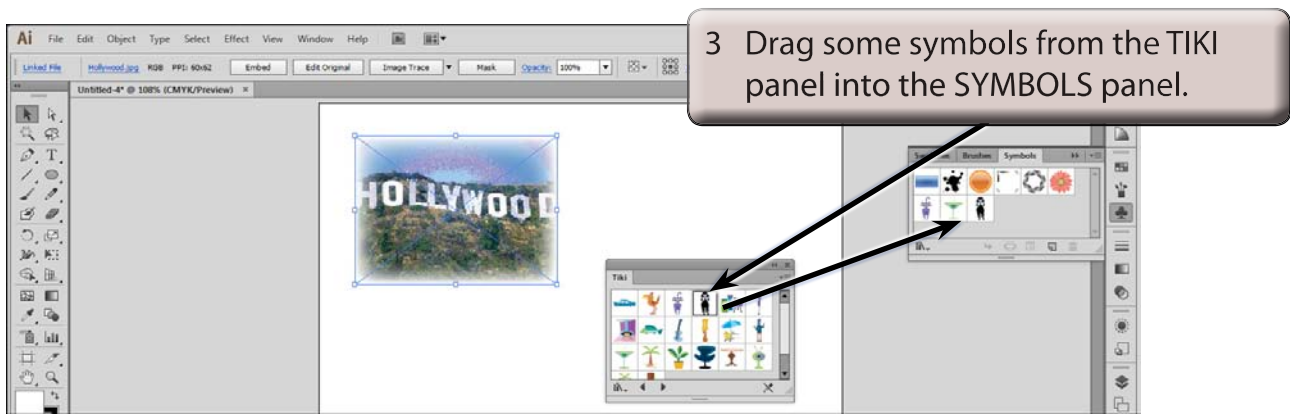 Ai File Edit Object Type Select Effect View Window Help Br
3 Drag some symbols from the TIKI
panel into the SYMBOLS panel.
Linked File Hollywood.jpg RGB PPI: 60x62 Embed Edit Original Image Trace Mask Opacity: 100%
Untitled-4* @ 108% (CMYK/Preview) ×
HOLLYWOOD
Brushes Symbols
Tiki